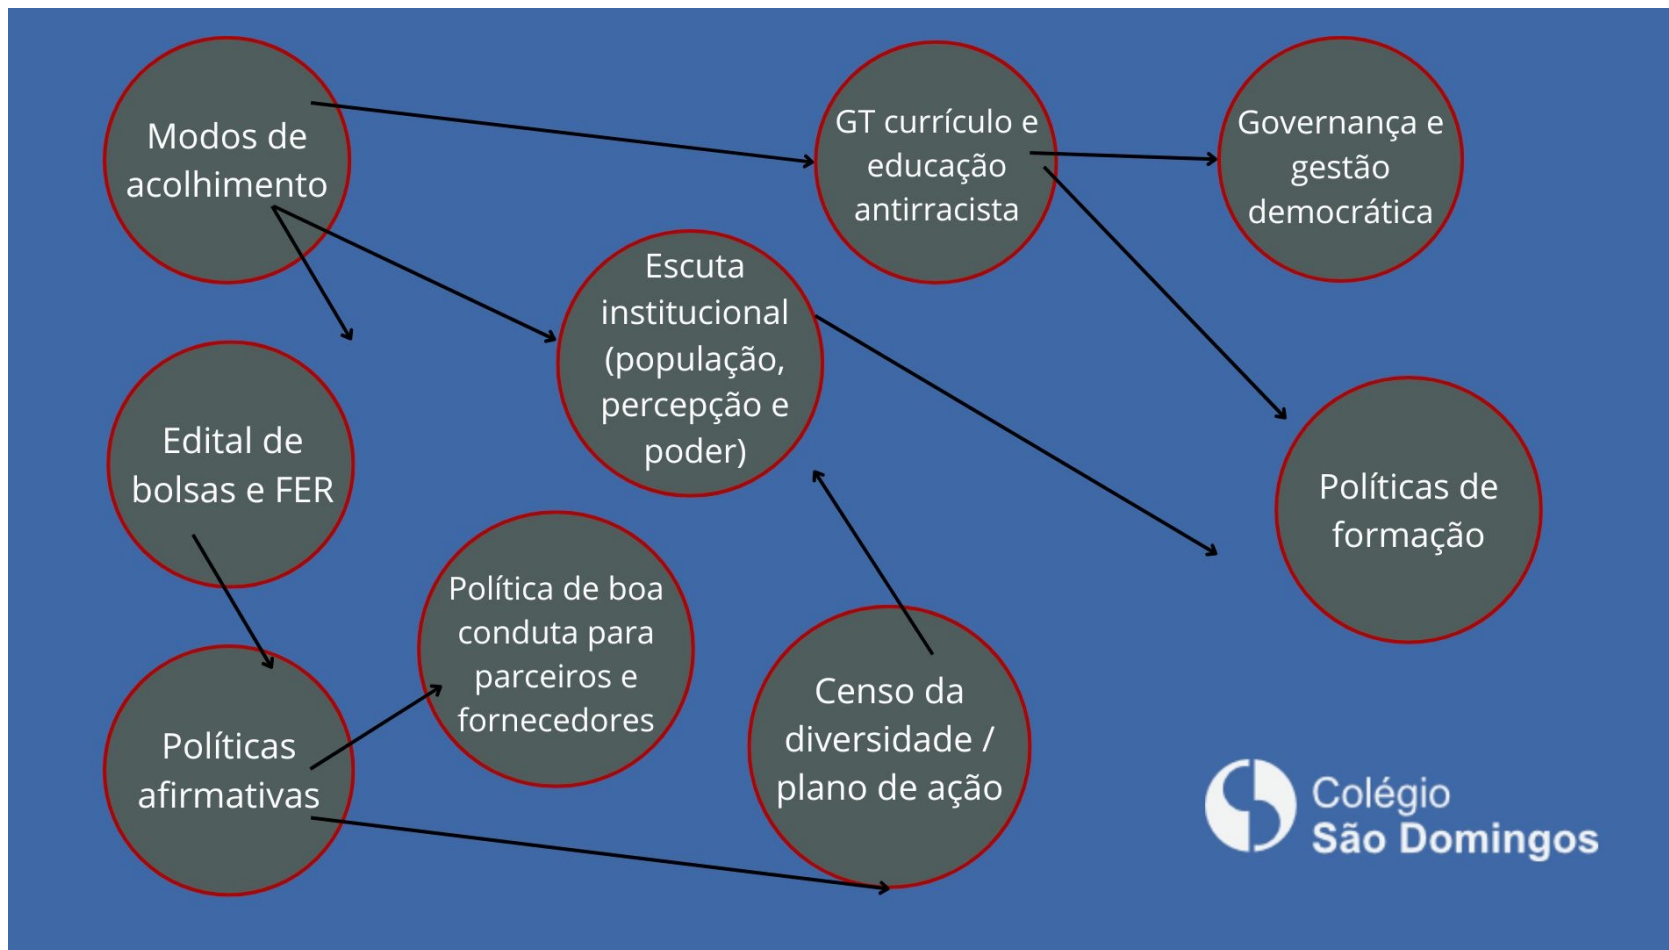 Modos de
acolhimento
GT currículo e
educação
antirracista
Governança e
gestão
democrática
Escuta
institucional
(população,
percepção e
poder)
Edital de
bolsas e FER
Políticas de
formação
Política de boa
conduta para
parceiros e
fornecedores
Políticas
afirmativas
Censo da
diversidade /
plano de ação
Colégio
São Domingos